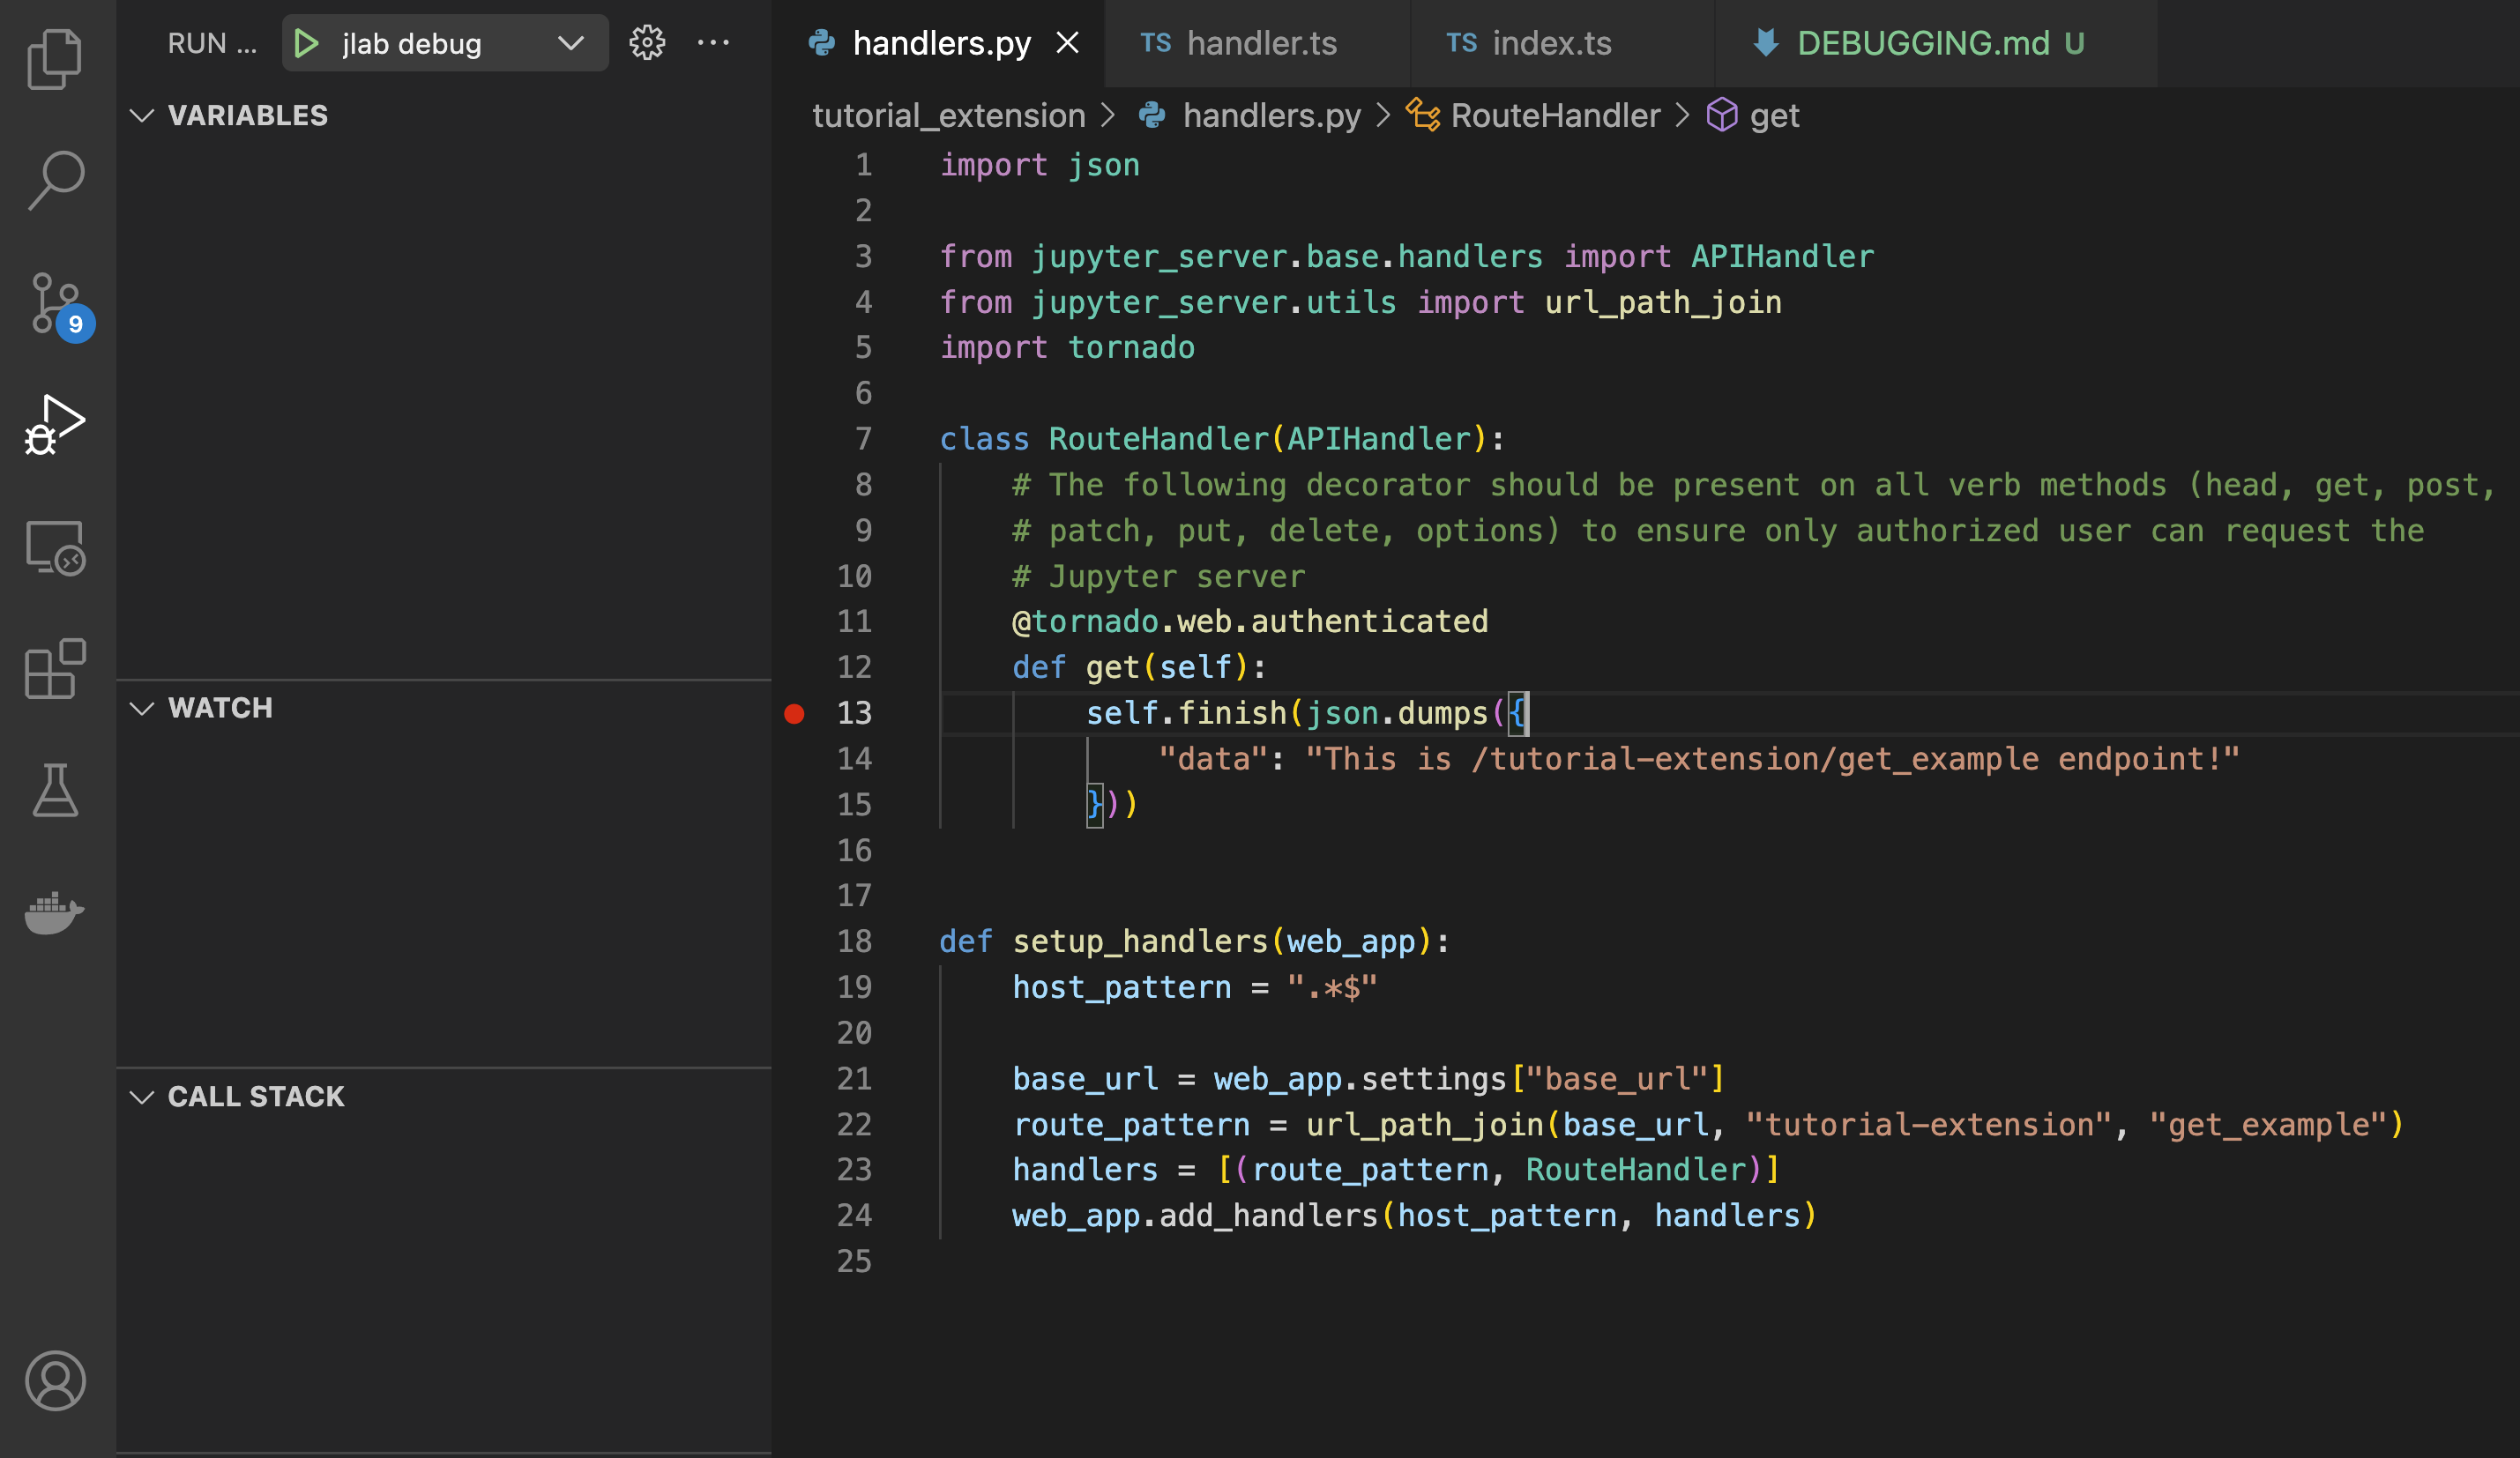 RUN ... jlab debug
VARIABLES
9
WATCH
CALL STACK
handlers.py TS handler.ts TS index.ts DEBUGGING.md U
tutorial_extension > handlers.py > RouteHandler > get
1 import json
2
3 from jupyter_server.base.handlers import APIHandler
4 from jupyter_server.utils import url_path_join
5 import tornado
6
7 class RouteHandler(APIHandler):
8     # The following decorator should be present on all verb methods (head, get, post,
9     # patch, put, delete, options) to ensure only authorized user can request the
10     # Jupyter server
11     @tornado.web.authenticated
12     def get(self):
13         self.finish(json.dumps({
14             "data": "This is /tutorial-extension/get_example endpoint!"
15         }))
16
17
18 def setup_handlers(web_app):
19     host_pattern = ".*$"
20
21     base_url = web_app.settings["base_url"]
22     route_pattern = url_path_join(base_url, "tutorial-extension", "get_example")
23     handlers = [(route_pattern, RouteHandler)]
24     web_app.add_handlers(host_pattern, handlers)
25